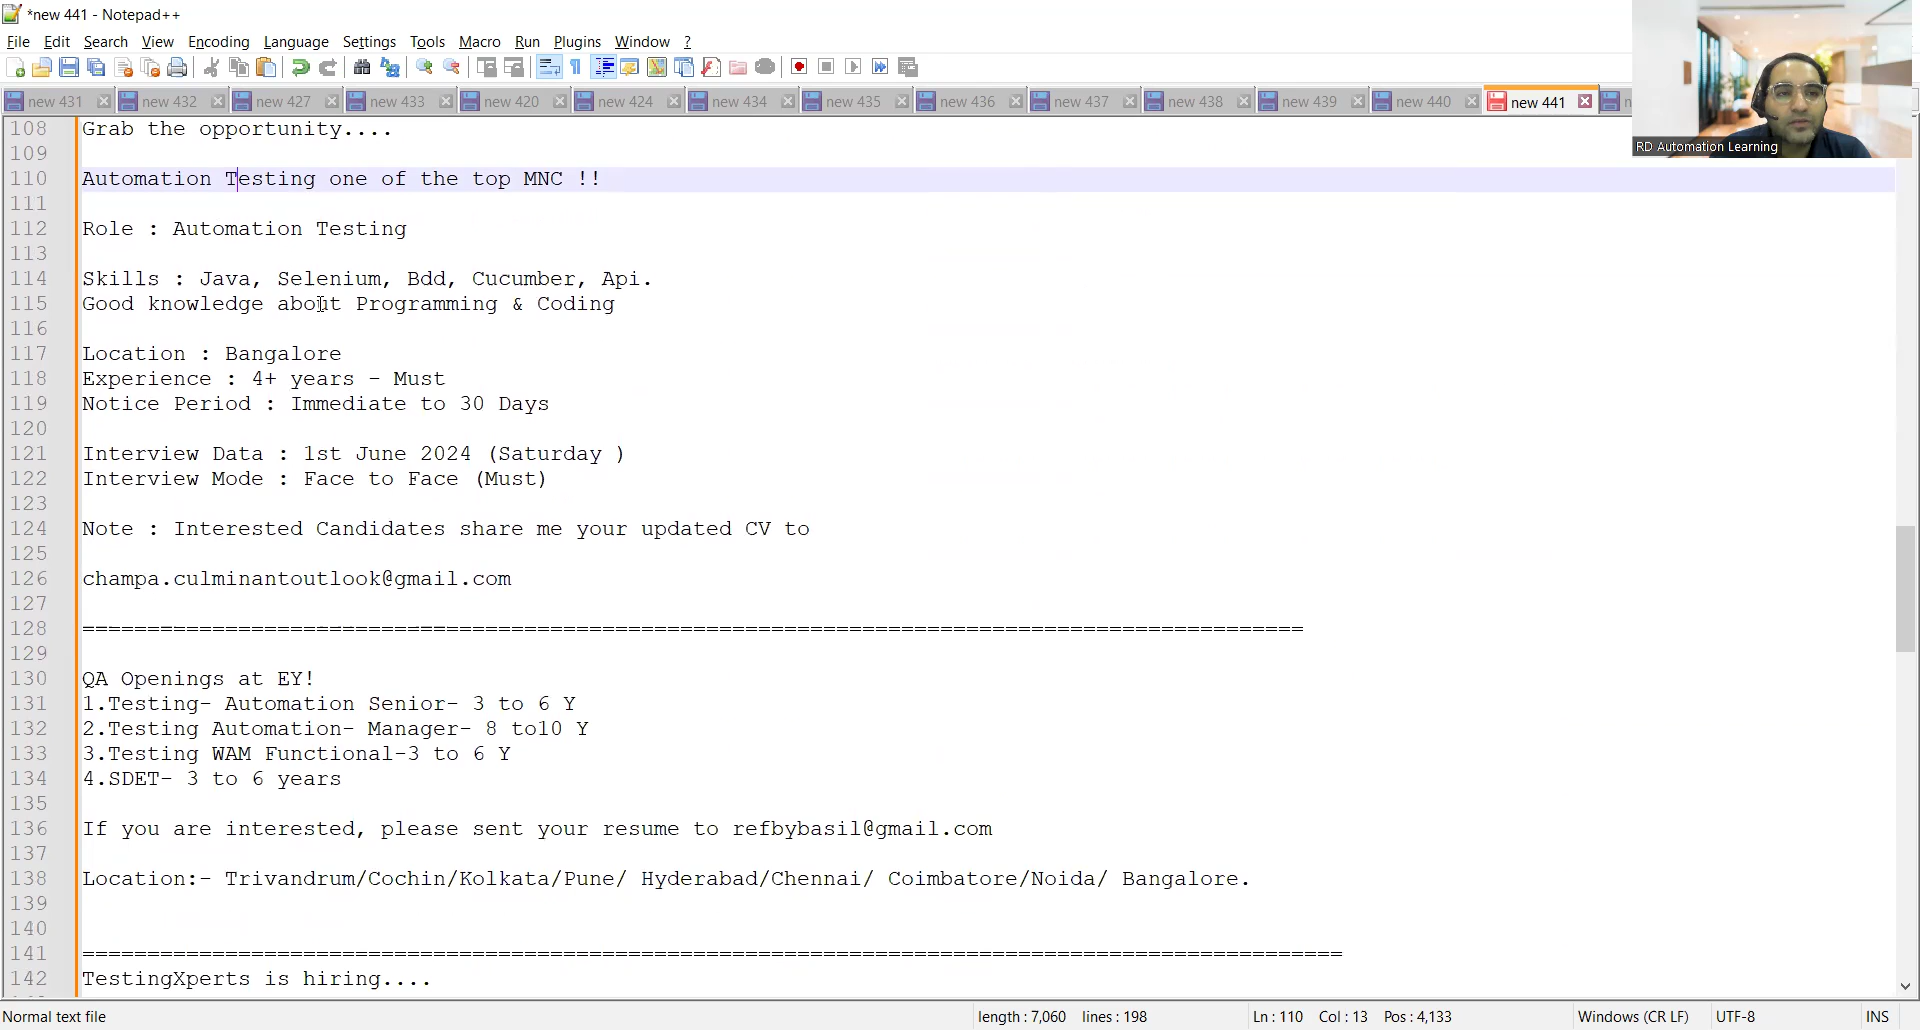 *new 441 - Notepad++
File Edit Search View Encoding Language Settings Tools Macro Run Plugins Window ?
new 431 new 432 new 427 new 433 new 420 new 424 new 434 new 435 new 436 new 437 new 438 new 439 new 440 new 441
RD Automation Learning
108 Grab the opportunity....
109
110 Automation Testing one of the top MNC !!
111
112 Role : Automation Testing
113
114 Skills : Java, Selenium, Bdd, Cucumber, Api.
115 Good knowledge about Programming & Coding
116
117 Location : Bangalore
118 Experience : 4+ years - Must
119 Notice Period : Immediate to 30 Days
120
121 Interview Data : 1st June 2024 (Saturday )
122 Interview Mode : Face to Face (Must)
123
124 Note : Interested Candidates share me your updated CV to
125
126 champa.culminantoutlook@gmail.com
127
128 ==============================================================================================
129
130 QA Openings at EY!
131 1.Testing- Automation Senior- 3 to 6 Y
132 2.Testing Automation- Manager- 8 to10 Y
133 3.Testing WAM Functional-3 to 6 Y
134 4.SDET- 3 to 6 years
135
136 If you are interested, please sent your resume to refbybasil@gmail.com
137
138 Location:- Trivandrum/Cochin/Kolkata/Pune/ Hyderabad/Chennai/ Coimbatore/Noida/ Bangalore.
139
140
141 =================================================================================================
142 TestingXperts is hiring....
Normal text file length : 7,060 lines : 198 Ln : 110 Col : 13 Pos : 4,133 Windows (CR LF) UTF-8 INS